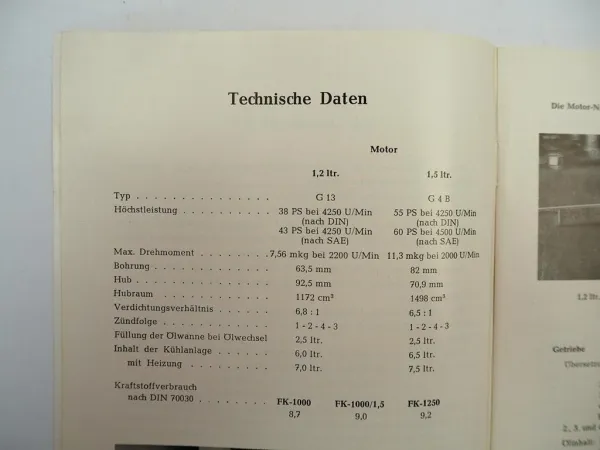 Technische Daten
Motor
1,2 ltr. 1,5 ltr.
Typ . . . . . . . . . . . . . . . G 13 G 4 B
Höchstleistung . . . . . . . . . . 38 PS bei 4250 U/Min 55 PS bei 4250 U/Min
(nach DIN) (nach DIN)
43 PS bei 4250 U/Min 60 PS bei 4500 U/Min
(nach SAE) (nach SAE)
Max. Drehmoment . . . . . . . . 7,56 mkg bei 2200 U/Min 11,3 mkg bei 2000 U/Min
Bohrung . . . . . . . . . . . . . 63,5 mm 82 mm
Hub . . . . . . . . . . . . . . . 92,5 mm 70,9 mm
Hubraum . . . . . . . . . . . . 1172 cm³ 1498 cm³
Verdichtungsverhältnis . . . . . . 6,8 : 1 6,5 : 1
Zündfolge . . . . . . . . . . . . 1 - 2 - 4 - 3 1 - 2 - 4 - 3
Füllung der Ölwanne bei Ölwechsel 2,5 ltr. 2,5 ltr.
Inhalt der Kühlanlage . . . . . . 6,0 ltr. 6,5 ltr.
mit Heizung . . . . . . . . . . 7,0 ltr. 7,5 ltr.
Kraftstoffverbrauch
nach DIN 70030 . . . . . . . . FK-1000 FK-1000/1,5 FK-1250
8,7 9,0 9,2
Die Motor-N
1,2 ltr.
Getriebe
Übersetzu
2., 3. und
Ölinhalt